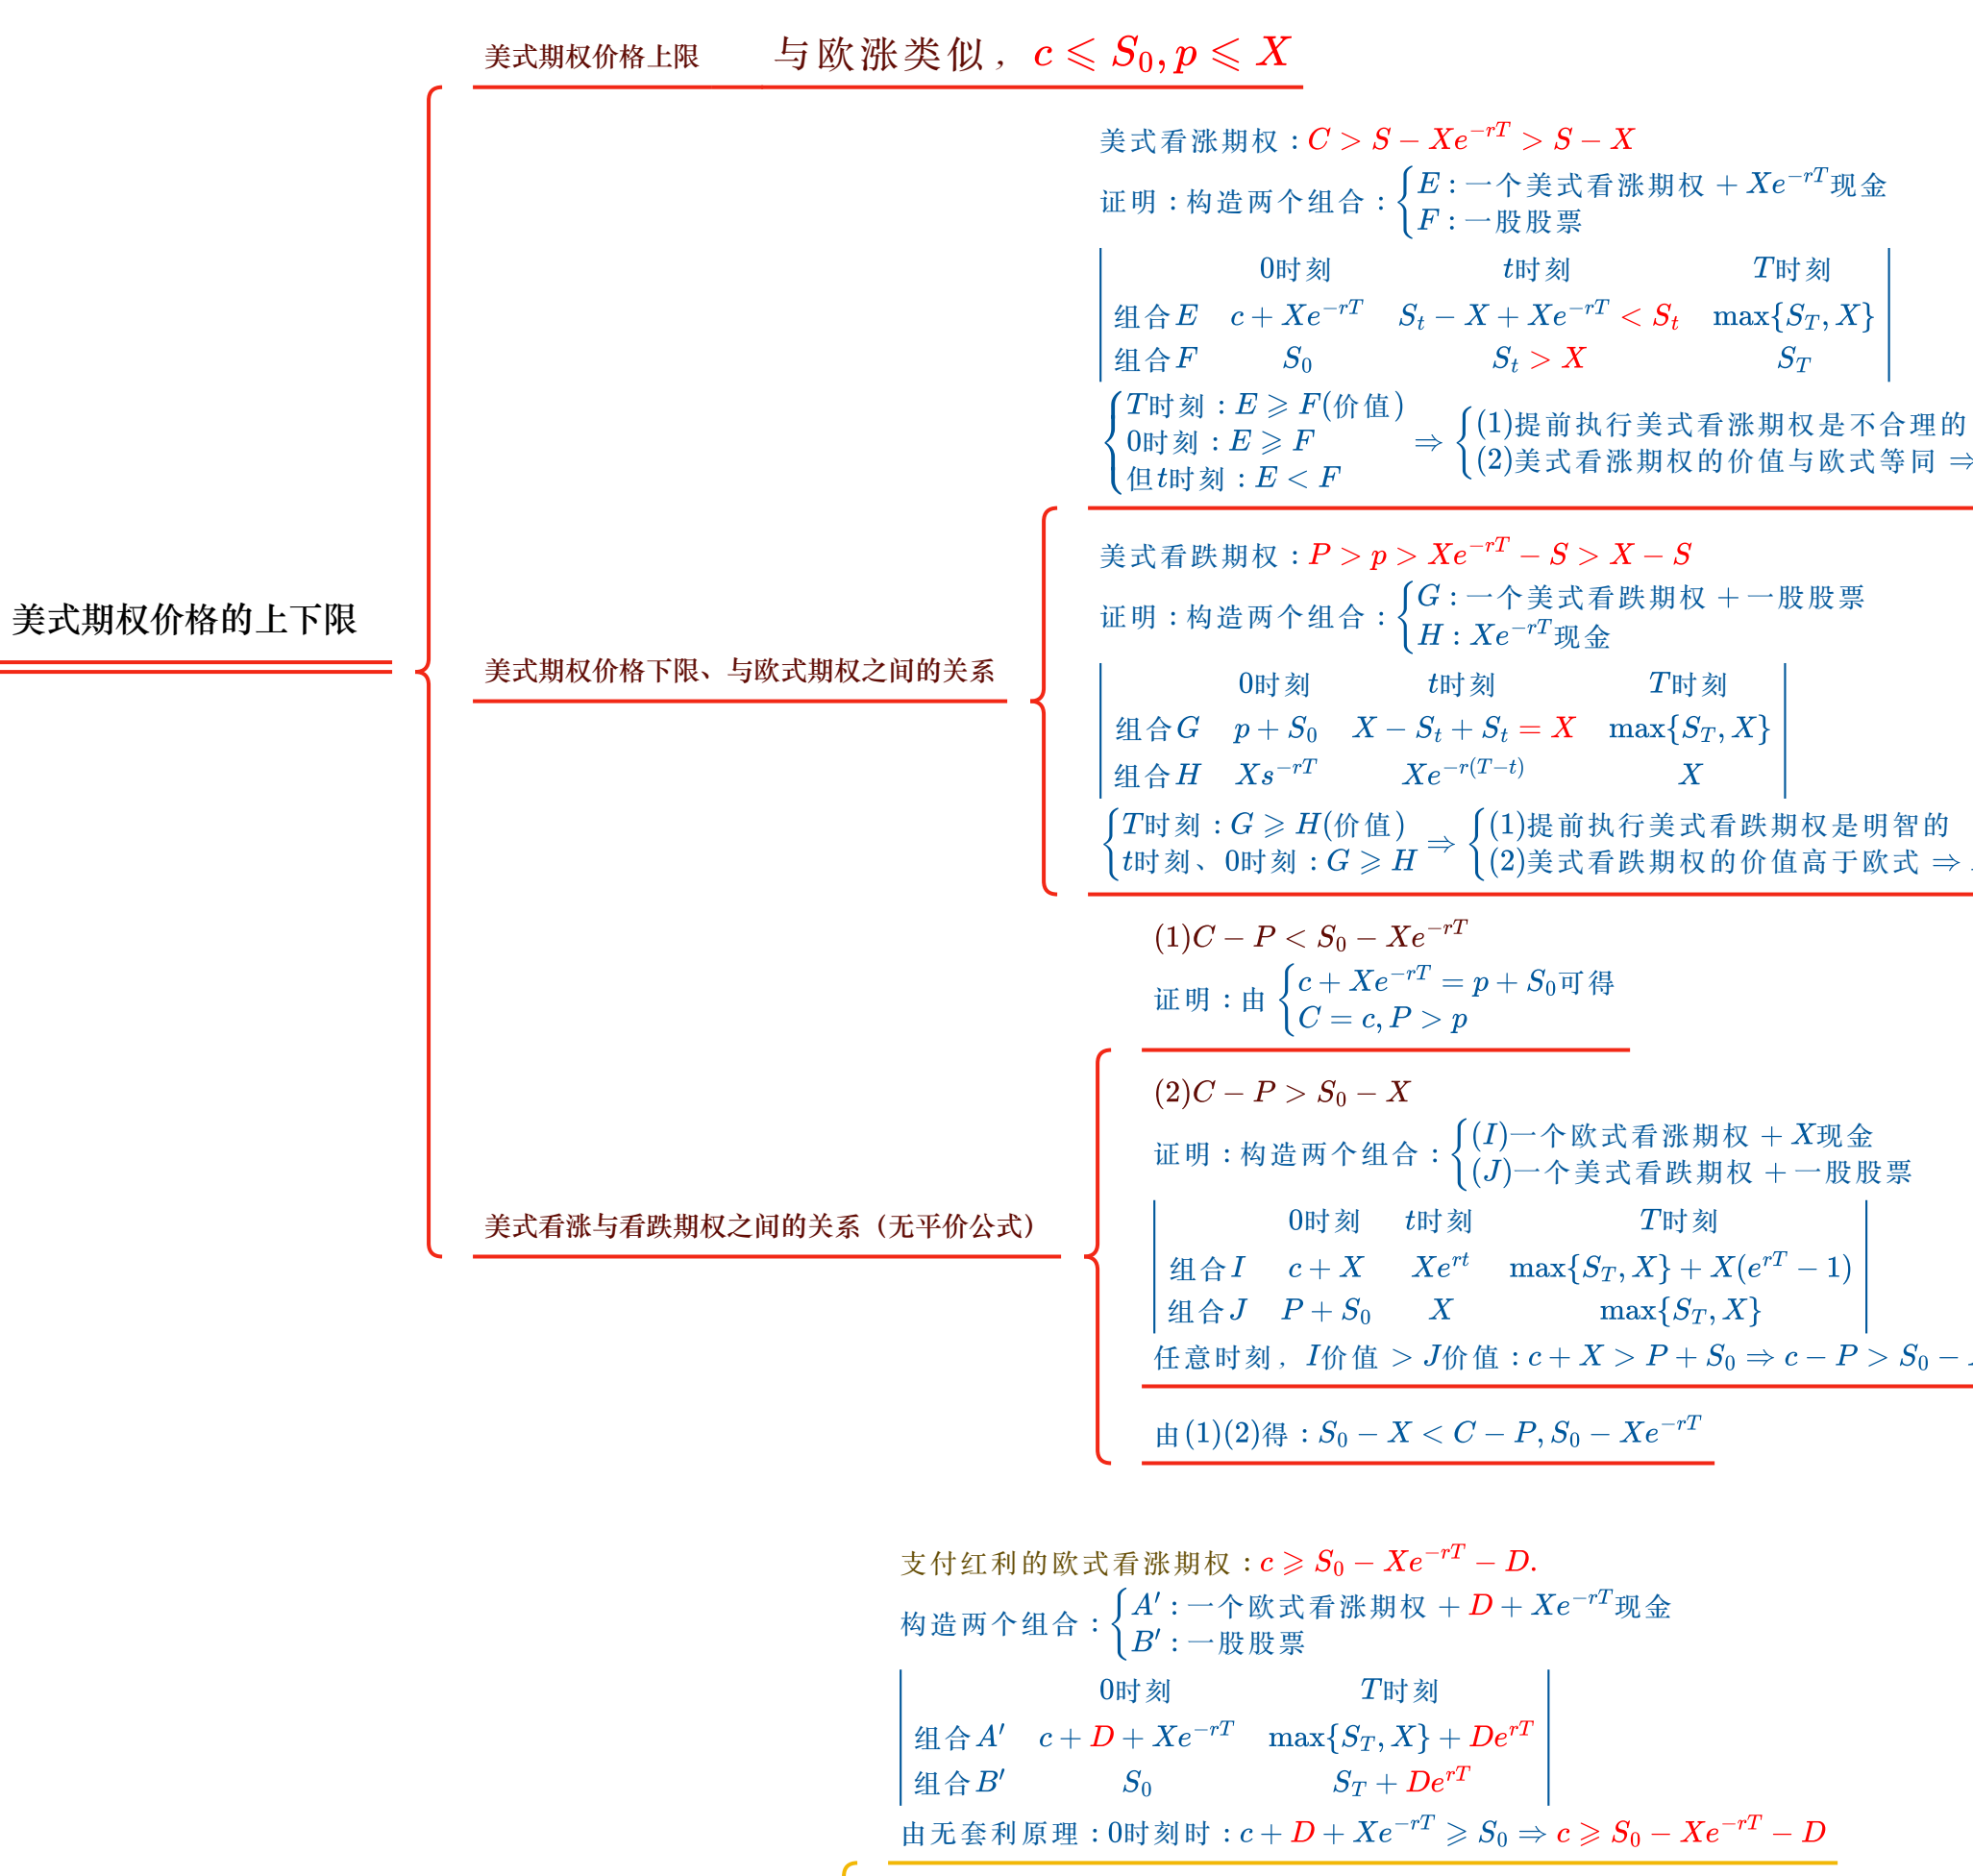 美式期权价格上限 与欧涨类似，c ⩽ S₀, p ⩽ X
美式看涨期权：C > S − Xe^{−rT} > S − X
证明：构造两个组合：{E：一个美式看涨期权 + Xe^{−rT}现金
F：一股股票
0时刻 t时刻 T时刻
组合E c + Xe^{−rT} S_t − X + Xe^{−rT} < S_t max{S_T, X}
组合F S₀ S_t > X S_T
{T时刻：E ⩾ F(价值)
0时刻：E ⩾ F
但t时刻：E < F
⇒ {(1)提前执行美式看涨期权是不合理的
(2)美式看涨期权的价值与欧式等同 ⇒
美式期权价格的上下限
美式期权价格下限、与欧式期权之间的关系
美式看跌期权：P > p > Xe^{−rT} − S > X − S
证明：构造两个组合：{G：一个美式看跌期权 + 一股股票
H：Xe^{−rT}现金
0时刻 t时刻 T时刻
组合G p + S₀ X − S_t + S_t = X max{S_T, X}
组合H Xs^{−rT} Xe^{−r(T−t)} X
{T时刻：G ⩾ H(价值)
t时刻、0时刻：G ⩾ H
⇒ {(1)提前执行美式看跌期权是明智的
(2)美式看跌期权的价值高于欧式 ⇒
美式看涨与看跌期权之间的关系（无平价公式）
(1)C − P < S₀ − Xe^{−rT}
证明：由{c + Xe^{−rT} = p + S₀可得
C = c, P > p
(2)C − P > S₀ − X
证明：构造两个组合：{(I)一个欧式看涨期权 + X现金
(J)一个美式看跌期权 + 一股股票
0时刻 t时刻 T时刻
组合I c + X Xe^{rt} max{S_T, X} + X(e^{rT} − 1)
组合J P + S₀ X max{S_T, X}
任意时刻，I价值 > J价值：c + X > P + S₀ ⇒ c − P > S₀ −
由(1)(2)得：S₀ − X < C − P, S₀ − Xe^{−rT}
支付红利的欧式看涨期权：c ⩾ S₀ − Xe^{−rT} − D.
构造两个组合：{A′：一个欧式看涨期权 + D + Xe^{−rT}现金
B′：一股股票
0时刻 T时刻
组合A′ c + D + Xe^{−rT} max{S_T, X} + De^{rT}
组合B′ S₀ S_T + De^{rT}
由无套利原理：0时刻时：c + D + Xe^{−rT} ⩾ S₀ ⇒ c ⩾ S₀ − Xe^{−rT} − D